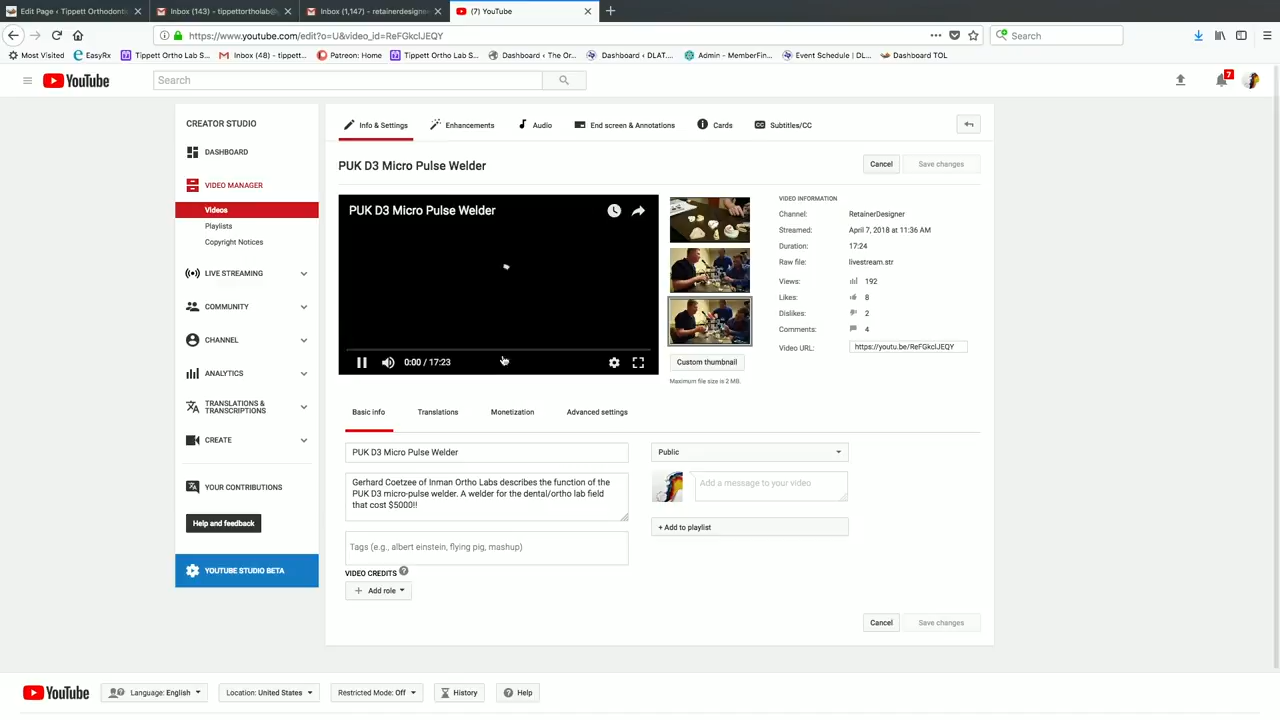 Edit Page ‹ Tippett Orthodont
Inbox (143) - tippettortholab@
Inbox (1,147) - retainerdesigne
(7) YouTube
https://www.youtube.com/edit?o=U&video_id=ReFGkclJEQY
Search
Most Visited
EasyRx
Tippett Ortho Lab S...
Inbox (48) - tippett...
Patreon: Home
Tippett Ortho Lab S...
Dashboard ‹ The Or...
Dashboard ‹ DLAT...
Admin - MemberFin...
Event Schedule | DL...
Dashboard TOL
YouTube
Search
7
CREATOR STUDIO
DASHBOARD
VIDEO MANAGER
Videos
Playlists
Copyright Notices
LIVE STREAMING
COMMUNITY
CHANNEL
ANALYTICS
TRANSLATIONS &
TRANSCRIPTIONS
CREATE
YOUR CONTRIBUTIONS
Help and feedback
YOUTUBE STUDIO BETA
Info & Settings
Enhancements
Audio
End screen & Annotations
Cards
Subtitles/CC
PUK D3 Micro Pulse Welder
Cancel
Save changes
PUK D3 Micro Pulse Welder
0:00 / 17:23
Custom thumbnail
Maximum file size is 2 MB.
VIDEO INFORMATION
Channel: RetainerDesigner
Streamed: April 7, 2018 at 11:36 AM
Duration: 17:24
Raw file: livestream.str
Views: 192
Likes: 8
Dislikes: 2
Comments: 4
Video URL: https://youtu.be/ReFGkclJEQY
Basic info
Translations
Monetization
Advanced settings
PUK D3 Micro Pulse Welder
Gerhard Coetzee of Inman Ortho Labs describes the function of the
PUK D3 micro-pulse welder. A welder for the dental/ortho lab field
that cost $5000!!
Tags (e.g., albert einstein, flying pig, mashup)
VIDEO CREDITS ?
Add role
Public
Add a message to your video
+ Add to playlist
Cancel
Save changes
YouTube
Language: English
Location: United States
Restricted Mode: Off
History
Help